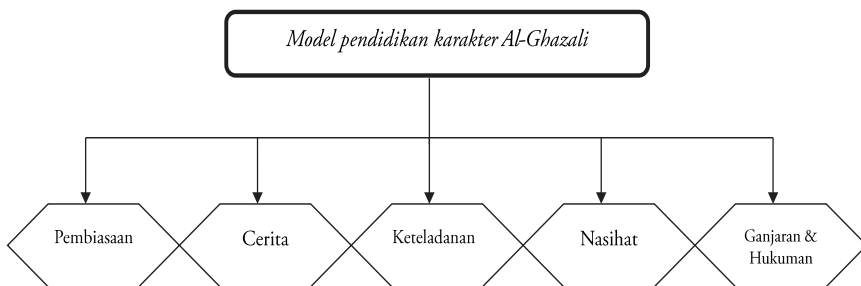 Model pendidikan karakter Al-Ghazali
Pembiasaan
Cerita
Keteladanan
Nasihat
Ganjaran &
Hukuman